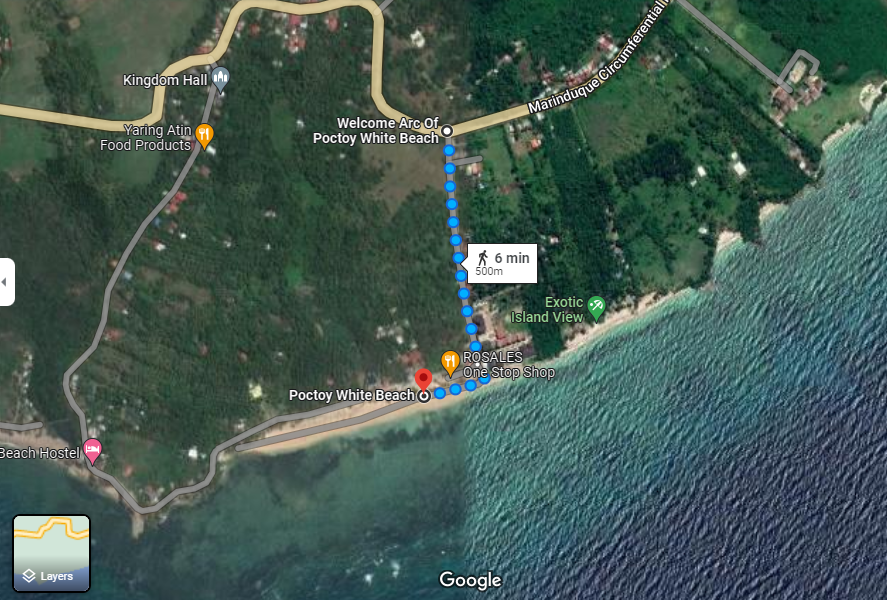 Kingdom Hall
Marinduque Circumferential
Welcome Arc Of
Poctoy White Beach
Yaring Atin
Food Products
6 min
500m
Exotic
Island View
ROSALES
One Stop Shop
Poctoy White Beach
Beach Hostel
Layers
Google